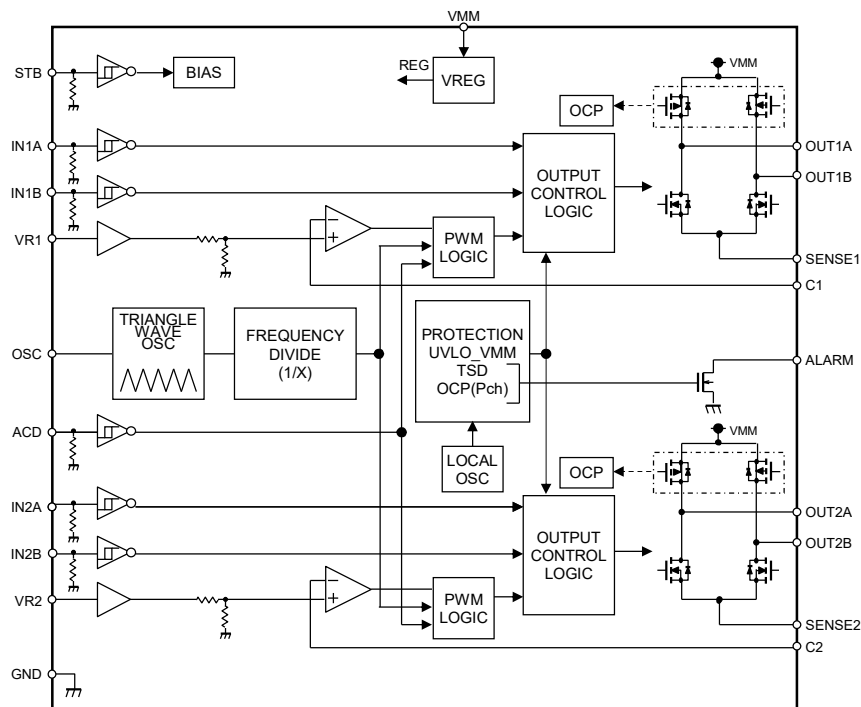 VMM
STB
BIAS
REG
VREG
VMM
OCP
IN1A
OUT1A
IN1B
OUT1B
OUTPUT
CONTROL
LOGIC
VR1
−
+
PWM
LOGIC
SENSE1
C1
TRIANGLE
WAVE
OSC
FREQUENCY
DIVIDE
(1/X)
PROTECTION
UVLO_VMM
TSD
OCP(Pch)
OSC
ALARM
ACD
LOCAL
OSC
VMM
OCP
IN2A
OUT2A
IN2B
OUT2B
OUTPUT
CONTROL
LOGIC
VR2
−
+
PWM
LOGIC
SENSE2
C2
GND